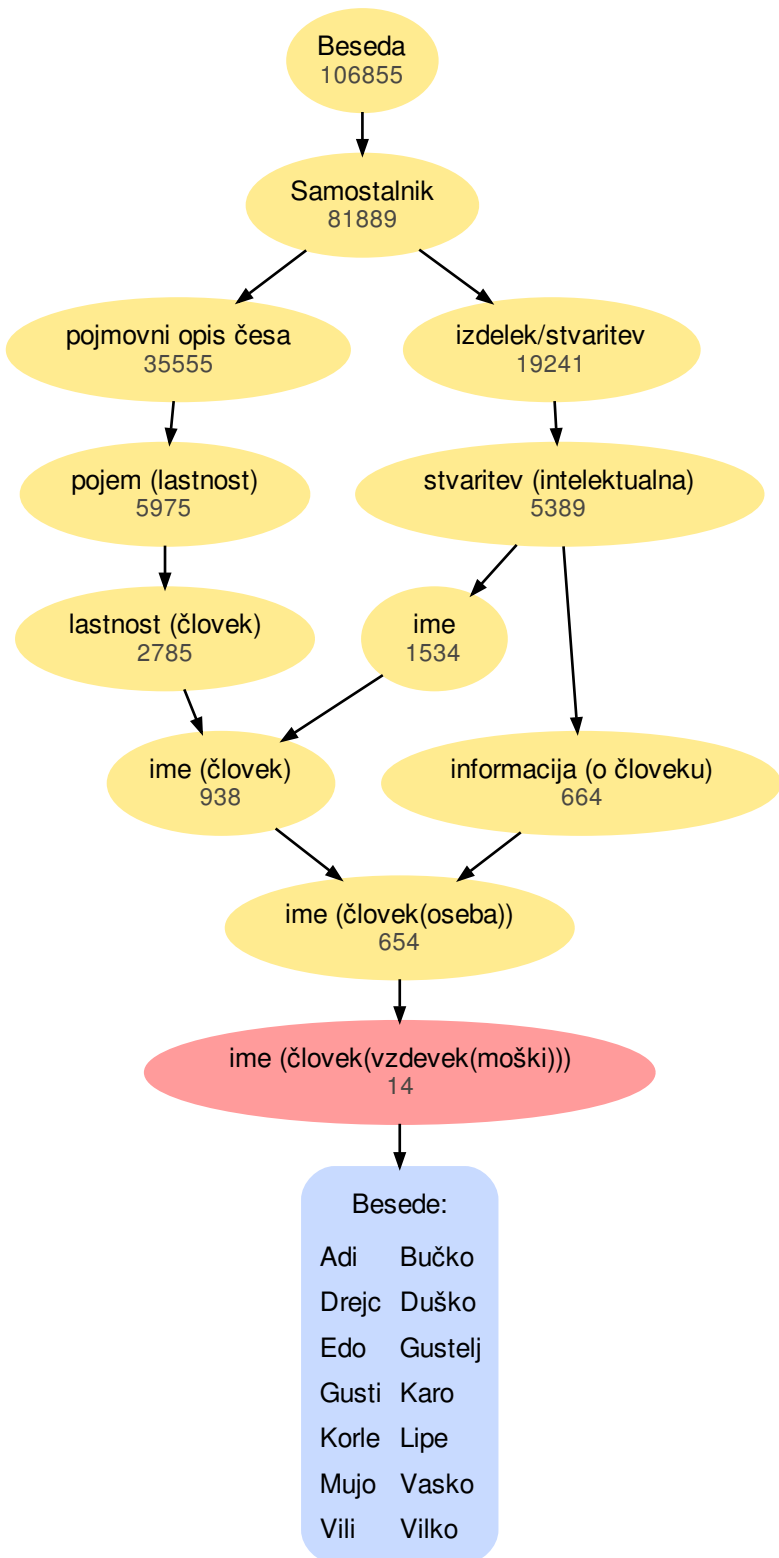 Beseda
106855
Samostalnik
81889
pojmovni opis česa
35555
izdelek/stvaritev
19241
pojem (lastnost)
5975
stvaritev (intelektualna)
5389
lastnost (človek)
2785
ime
1534
ime (človek)
938
informacija (o človeku)
664
ime (človek(oseba))
654
ime (človek(vzdevek(moški)))
14
Besede:
Adi Bučko
Drejc Duško
Edo Gustelj
Gusti Karo
Korle Lipe
Mujo Vasko
Vili Vilko